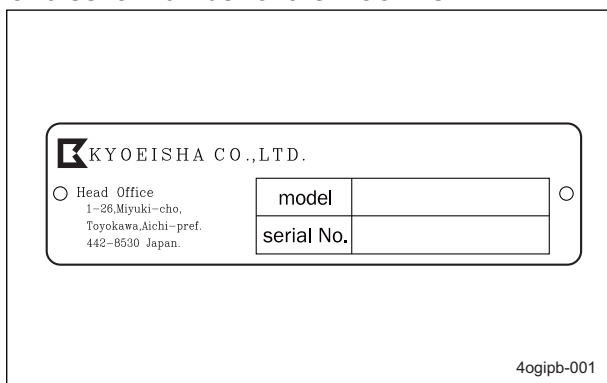 KYOEISHA CO.,LTD.
Head Office
1-26,Miyuki-cho,
Toyokawa,Aichi-pref.
442-8530 Japan.
model
serial No.
4ogipb-001